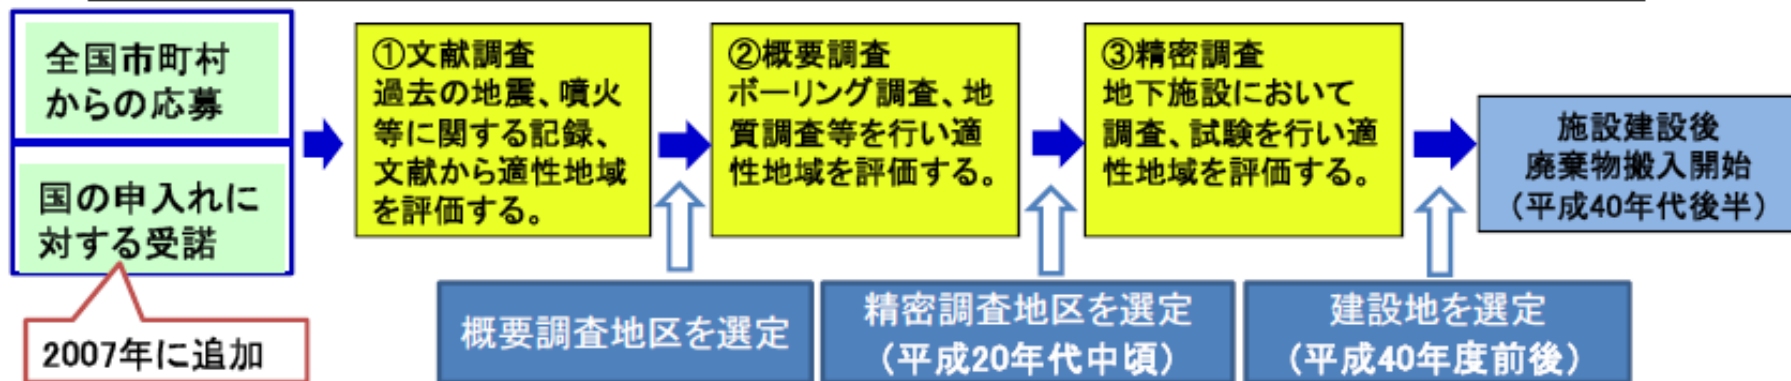 全国市町村
からの応募
国の申入れに
対する受諾
2007年に追加
①文献調査
過去の地震、噴火
等に関する記録、
文献から適性地域
を評価する。
②概要調査
ボーリング調査、地
質調査等を行い適
性地域を評価する。
③精密調査
地下施設において
調査、試験を行い適
性地域を評価する。
施設建設後
廃棄物搬入開始
（平成40年代後半）
概要調査地区を選定
精密調査地区を選定
（平成20年代中頃）
建設地を選定
（平成40年度前後）